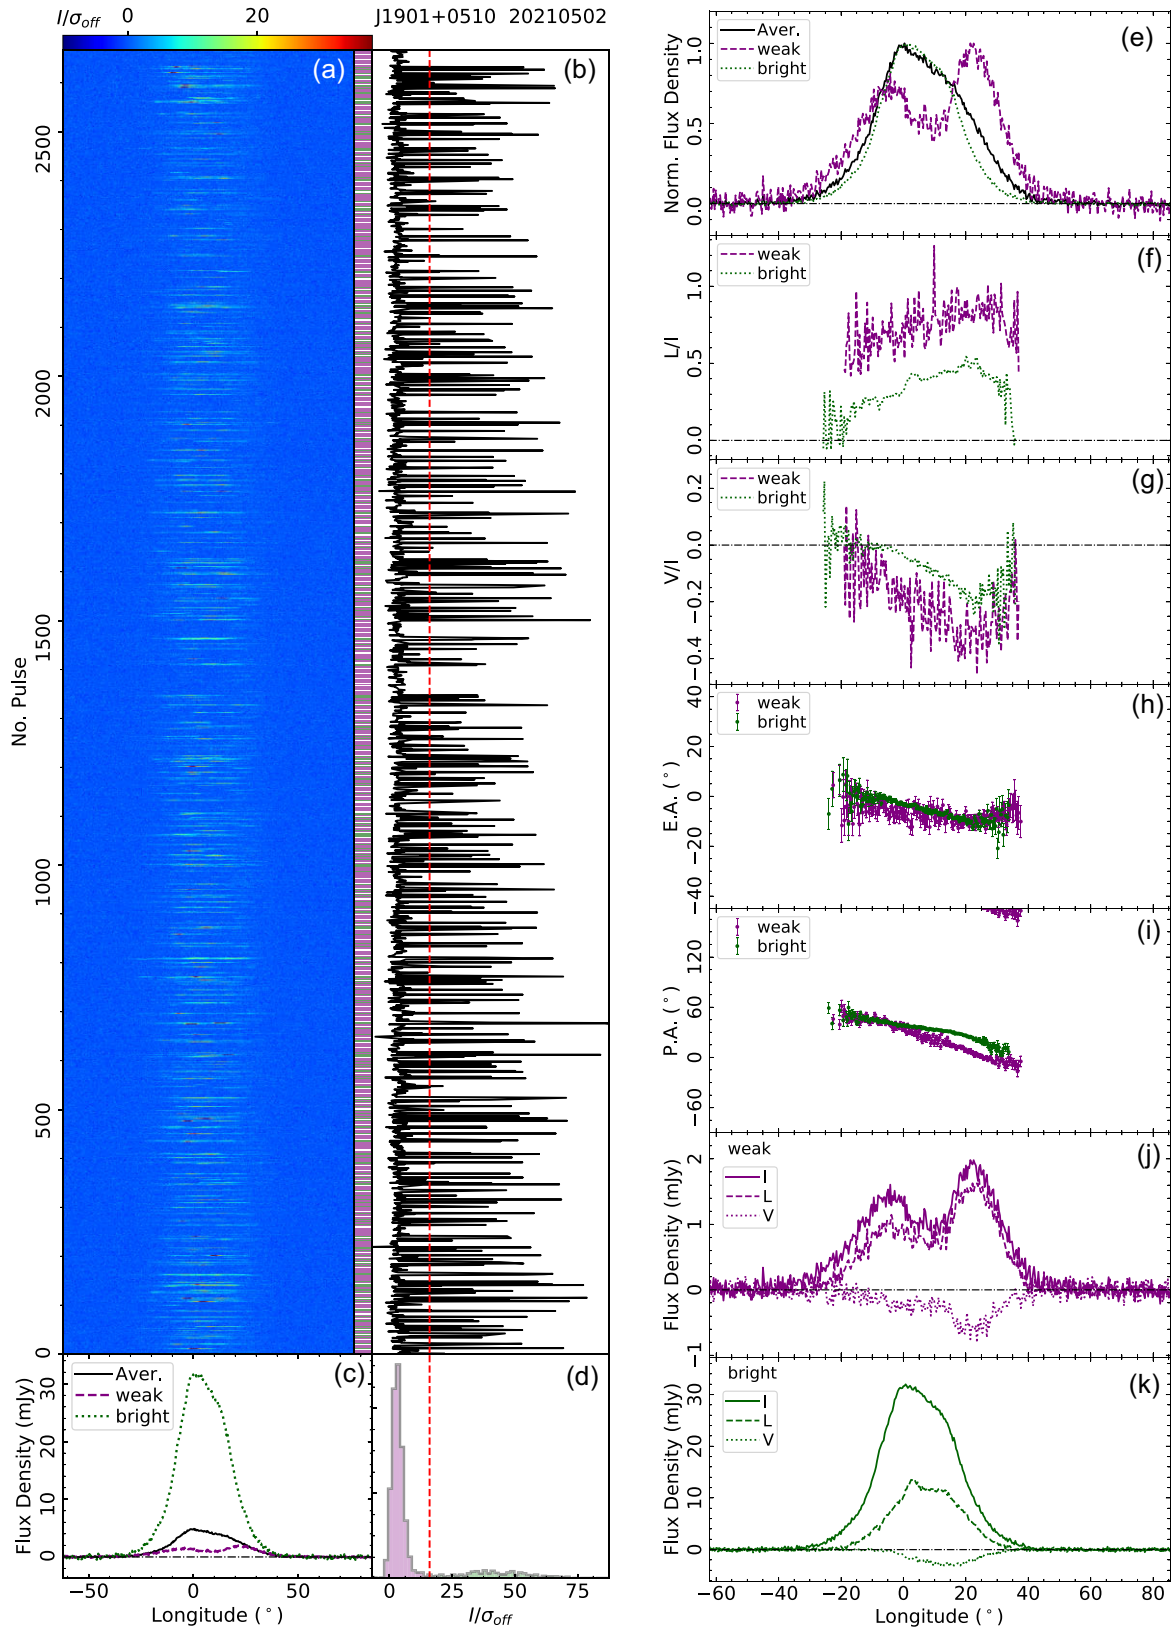 I/σoff 0 20
J1901+0510 20210502
(a)
(b)
No. Pulse
0
500
1000
1500
2000
2500
(c)
Aver.
weak
bright
Flux Density (mJy)
0
10
20
30
−50 0 50
Longitude (°)
(d)
0 25 50 75
I/σoff
(e)
Aver.
weak
bright
Norm. Flux Density
0.0
0.5
1.0
(f)
weak
bright
L/I
0.0
0.5
1.0
(g)
weak
bright
V/I
0.2
0.0
−0.2
−0.4
(h)
weak
bright
E.A. (°)
40
20
0
−20
−40
(i)
weak
bright
P.A. (°)
120
60
0
−60
(j)
weak
I
L
V
Flux Density (mJy)
2
1
0
(k)
bright
I
L
V
Flux Density (mJy)
30
20
10
0
−60 −40 −20 0 20 40 60 80
Longitude (°)